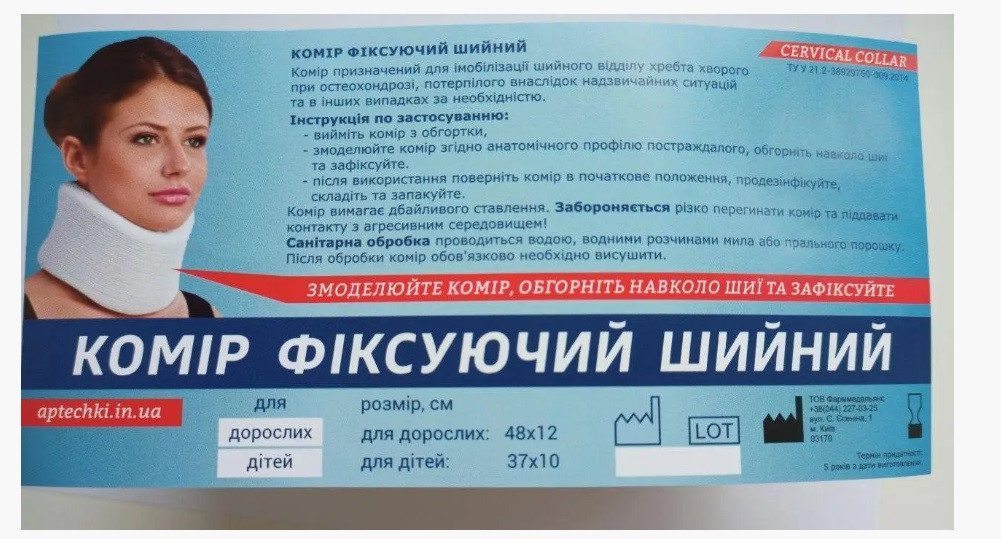 КОМІР ФІКСУЮЧИЙ ШИЙНИЙ
CERVICAL COLLAR
ТУ У 21.2-38929750-009:2014
Комір призначений для імобілізації шийного відділу хребта хворого
при остеохондрозі, потерпілого внаслідок надзвичайних ситуацій
та в інших випадках за необхідністю.
Інструкція по застосуванню:
- вийміть комір з обгортки,
- змоделюйте комір згідно анатомічного профілю постраждалого, обгорніть навколо шиї
та зафіксуйте.
- після використання поверніть комір в початкове положення, продезінфікуйте,
складіть та запакуйте.
Комір вимагає дбайливого ставлення. Забороняється різко перегинати комір та піддавати
контакту з агресивним середовищем!
Санітарна обробка проводиться водою, водними розчинами мила або прального порошку.
Після обробки комір обов'язково необхідно висушити.
ЗМОДЕЛЮЙТЕ КОМІР, ОБГОРНІТЬ НАВКОЛО ШИЇ ТА ЗАФІКСУЙТЕ
КОМІР ФІКСУЮЧИЙ ШИЙНИЙ
aptechki.in.ua
для
дорослих
дітей
розмір, см
для дорослих: 48x12
для дітей: 37x10
LOT
ТОВ Фарммедальянс
+38(044) 227-03-25
вул. С. Єсеніна, 1
м. Київ
03170
Термін придатності:
5 років з дати виготовлення.